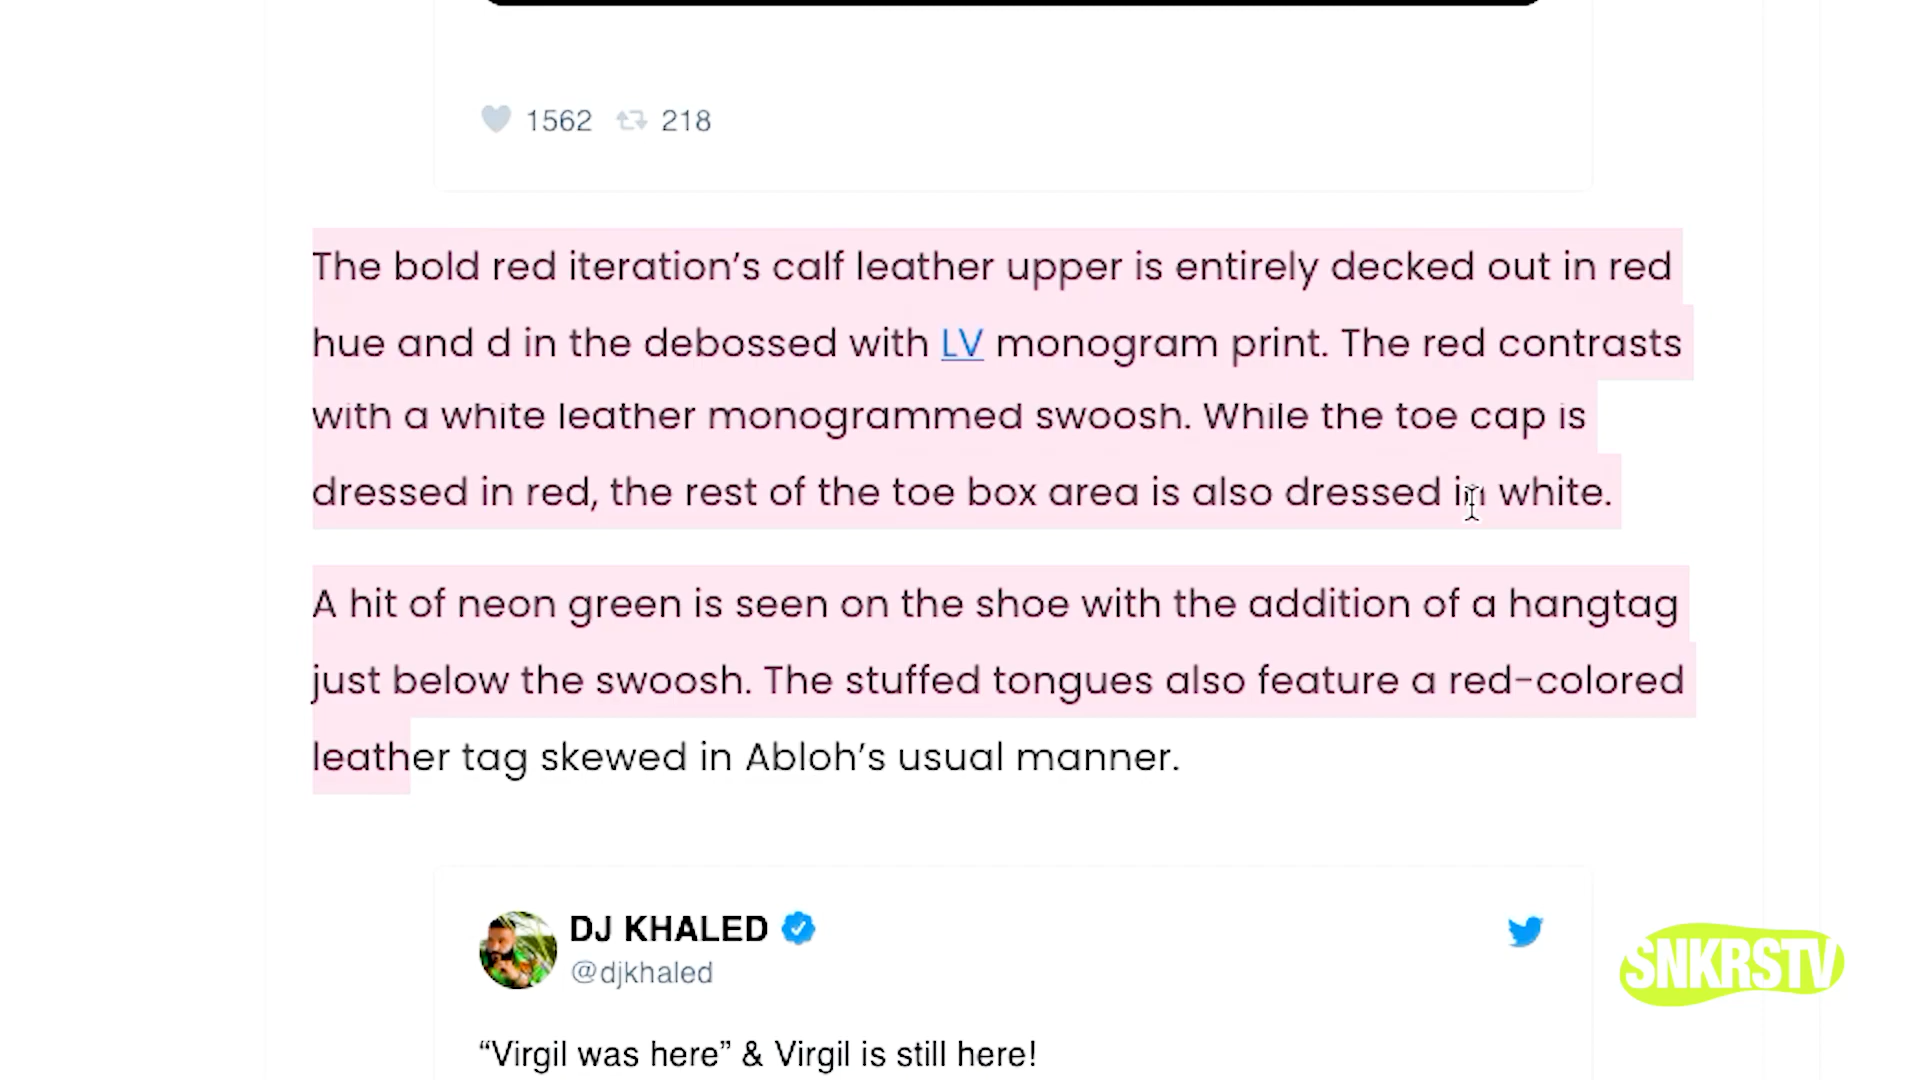 1562 218
The bold red iteration’s calf leather upper is entirely decked out in red
hue and d in the debossed with LV monogram print. The red contrasts
with a white leather monogrammed swoosh. While the toe cap is
dressed in red, the rest of the toe box area is also dressed in white.
A hit of neon green is seen on the shoe with the addition of a hangtag
just below the swoosh. The stuffed tongues also feature a red-colored
leather tag skewed in Abloh’s usual manner.
DJ KHALED
@djkhaled
SNKRSTV
“Virgil was here” & Virgil is still here!